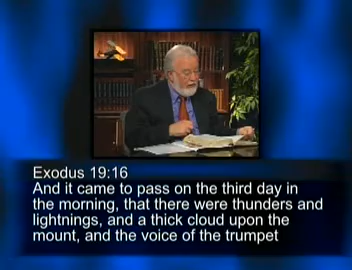 Exodus 19:16
And it came to pass on the third day in
the morning, that there were thunders and
lightnings, and a thick cloud upon the
mount, and the voice of the trumpet